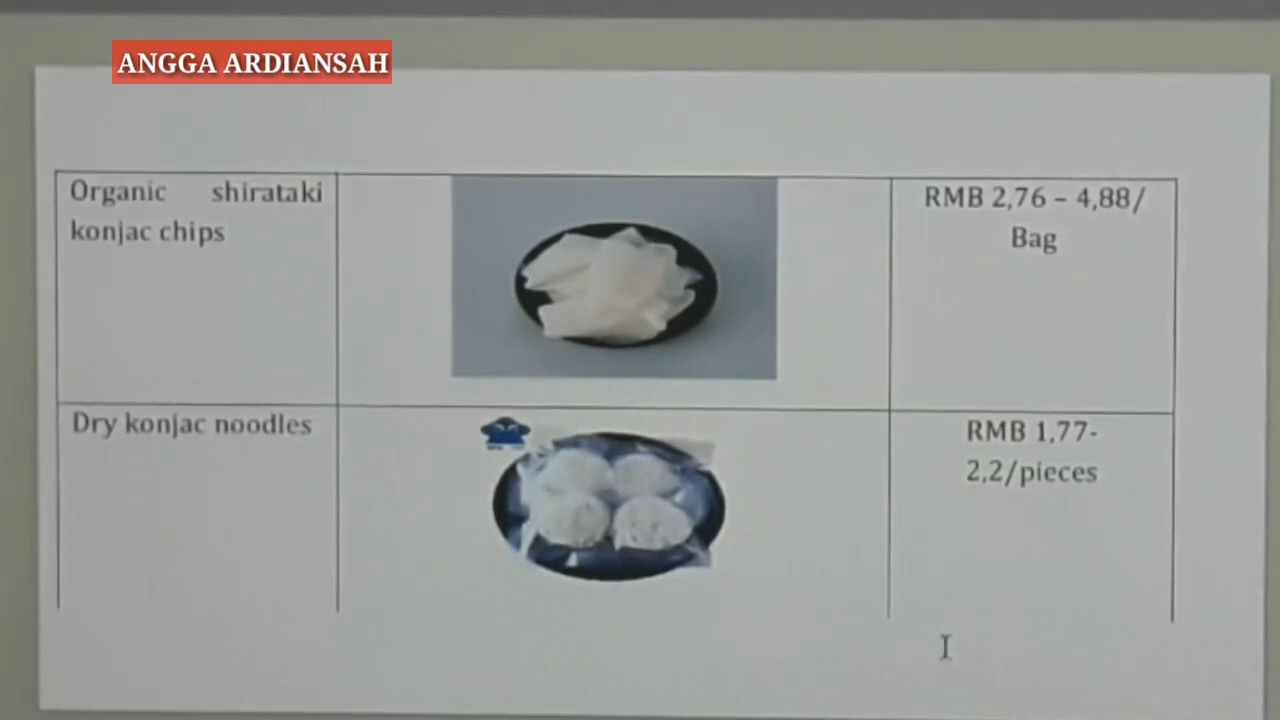 ANGGA ARDIANSAH
Organic shirataki
konjac chips
RMB 2,76 – 4,88/
Bag
Dry konjac noodles
RMB 1,77-
2,2/pieces